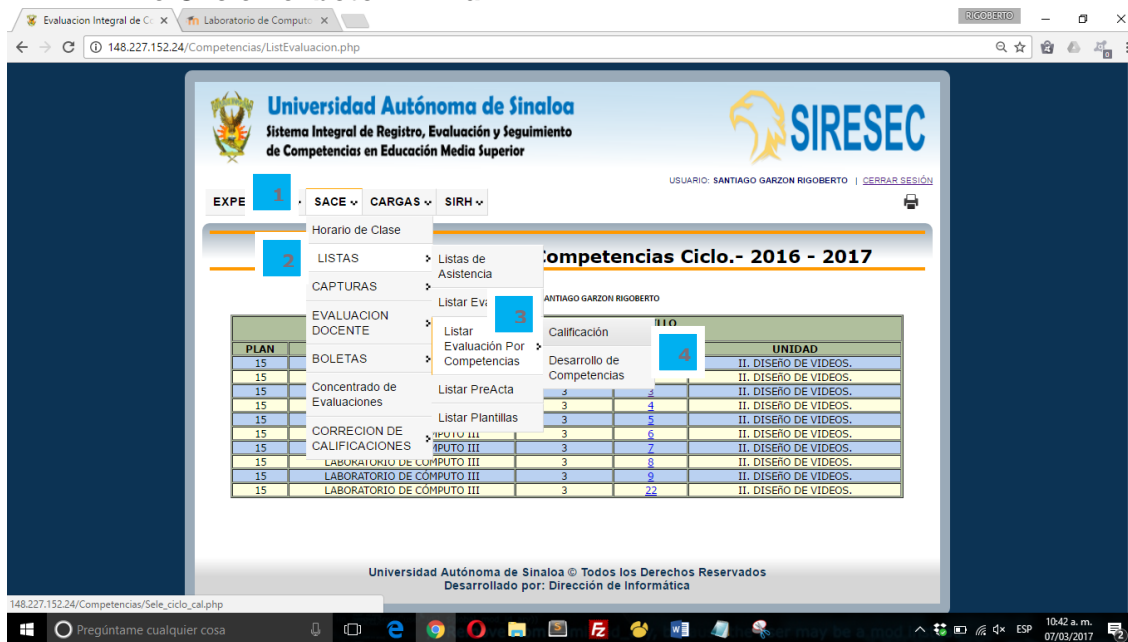 Evaluacion Integral de Co
Laboratorio de Computo
RIGOBERTO
148.227.152.24/Competencias/ListEvaluacion.php
Universidad Autónoma de Sinaloa
Sistema Integral de Registro, Evaluación y Seguimiento
de Competencias en Educación Media Superior
SIRESEC
USUARIO: SANTIAGO GARZON RIGOBERTO | CERRAR SESIÓN
EXPE 1 SACE CARGAS SIRH
Horario de Clase
2 LISTAS
CAPTURAS
EVALUACION
DOCENTE
BOLETAS
Concentrado de
Evaluaciones
CORRECION DE
CALIFICACIONES
Listas de
Asistencia
Listar Eva
3
Listar
Evaluación Por
Competencias
Listar PreActa
Listar Plantillas
Calificación
4
Desarrollo de
Competencias
Competencias Ciclo.- 2016 - 2017
ANTIAGO GARZON RIGOBERTO
PLAN UNIDAD
15 II. DISEñO DE VIDEOS.
15 II. DISEñO DE VIDEOS.
15 3 3 II. DISEñO DE VIDEOS.
15 3 4 II. DISEñO DE VIDEOS.
15 3 5 II. DISEñO DE VIDEOS.
15 MPUTO III 3 6 II. DISEñO DE VIDEOS.
15 MPUTO III 3 7 II. DISEñO DE VIDEOS.
15 LABORATORIO DE CÓMPUTO III 3 8 II. DISEñO DE VIDEOS.
15 LABORATORIO DE CÓMPUTO III 3 9 II. DISEñO DE VIDEOS.
15 LABORATORIO DE CÓMPUTO III 3 22 II. DISEñO DE VIDEOS.
Universidad Autónoma de Sinaloa © Todos los Derechos Reservados
Desarrollado por: Dirección de Informática
148.227.152.24/Competencias/Sele_ciclo_cal.php
Pregúntame cualquier cosa
ESP
10:42 a. m.
07/03/2017